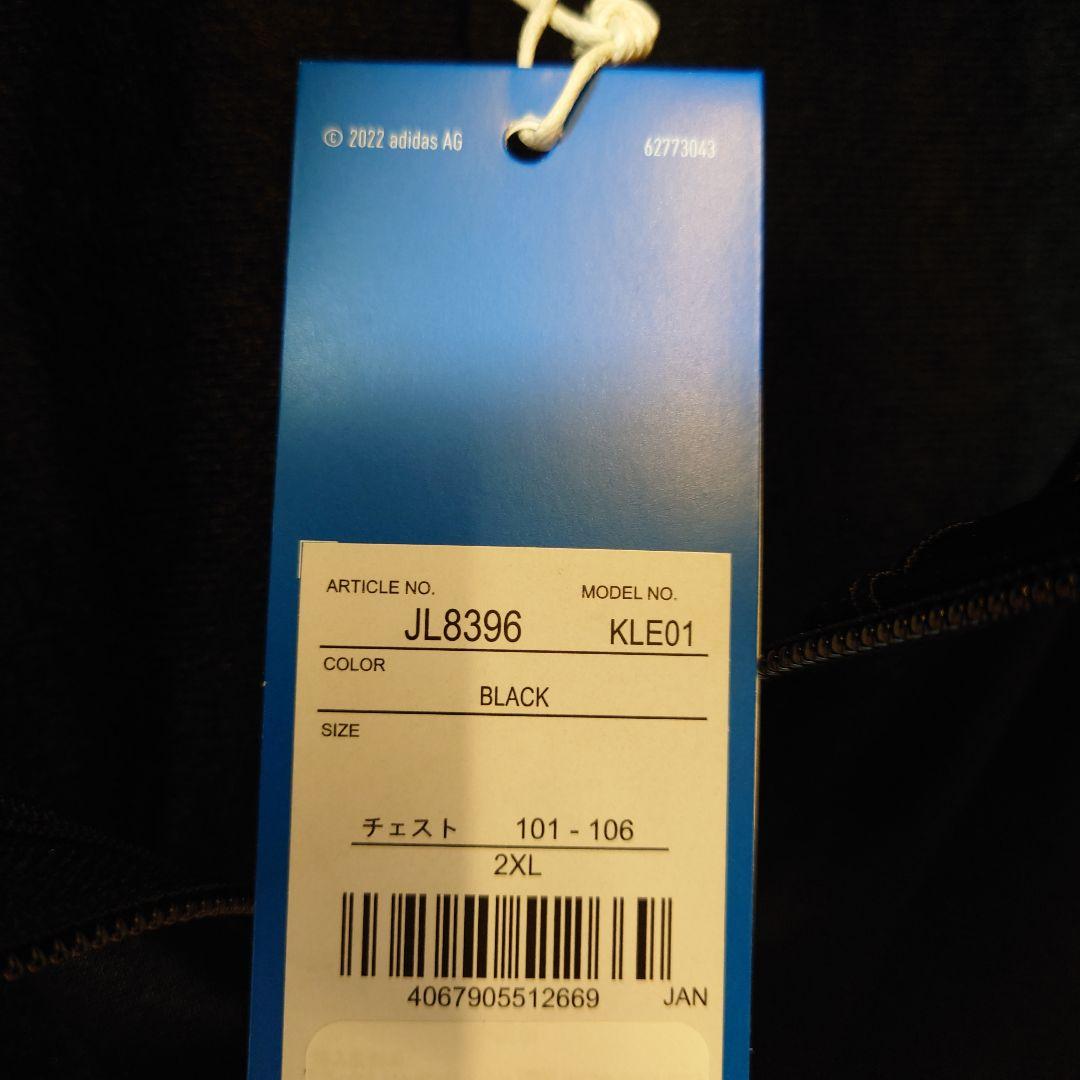 © 2022 adidas AG 62773043
ARTICLE NO. MODEL NO.
JL8396 KLE01
COLOR
BLACK
SIZE
チェスト 101 - 106
2XL
4067905512669 JAN